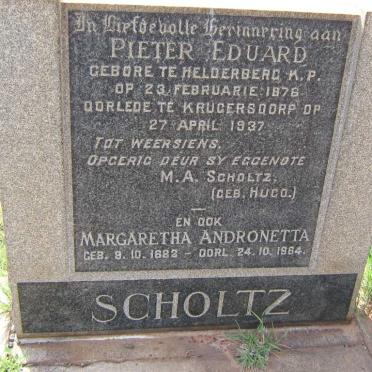 In Liefdevolle Herinnering aan
PIETER EDUARD
GEBORE TE HELDERBERG K.P.
OP 23 FEBRUARIE 1876
OORLEDE TE KRUGERSDORP OP
27 APRIL 1937
TOT WEERSIENS.
OPGERIG DEUR SY EGGENOTE
M.A. SCHOLTZ.
(GEB. HUGO.)
EN OOK
MARGARETHA ANDRONETTA
GEB. 9.10.1882 - OORL. 24.10.1964.
SCHOLTZ